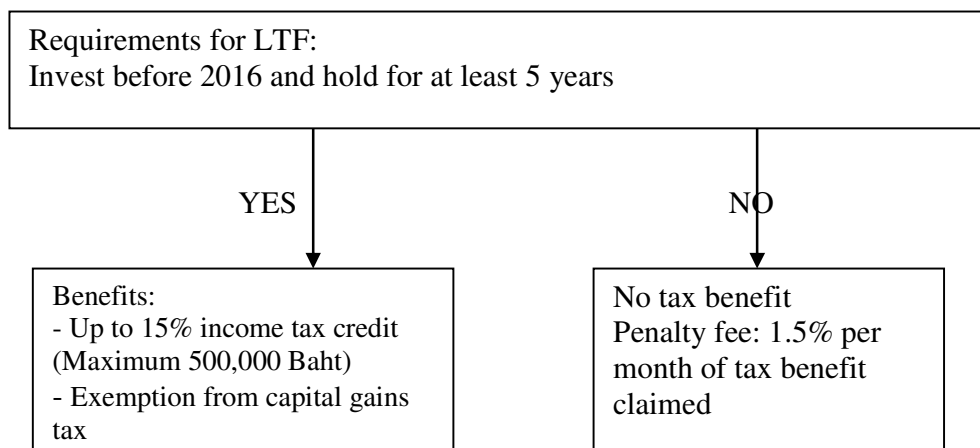 Requirements for LTF:
Invest before 2016 and hold for at least 5 years
YES
NO
Benefits:
- Up to 15% income tax credit
(Maximum 500,000 Baht)
- Exemption from capital gains
tax
No tax benefit
Penalty fee: 1.5% per
month of tax benefit
claimed